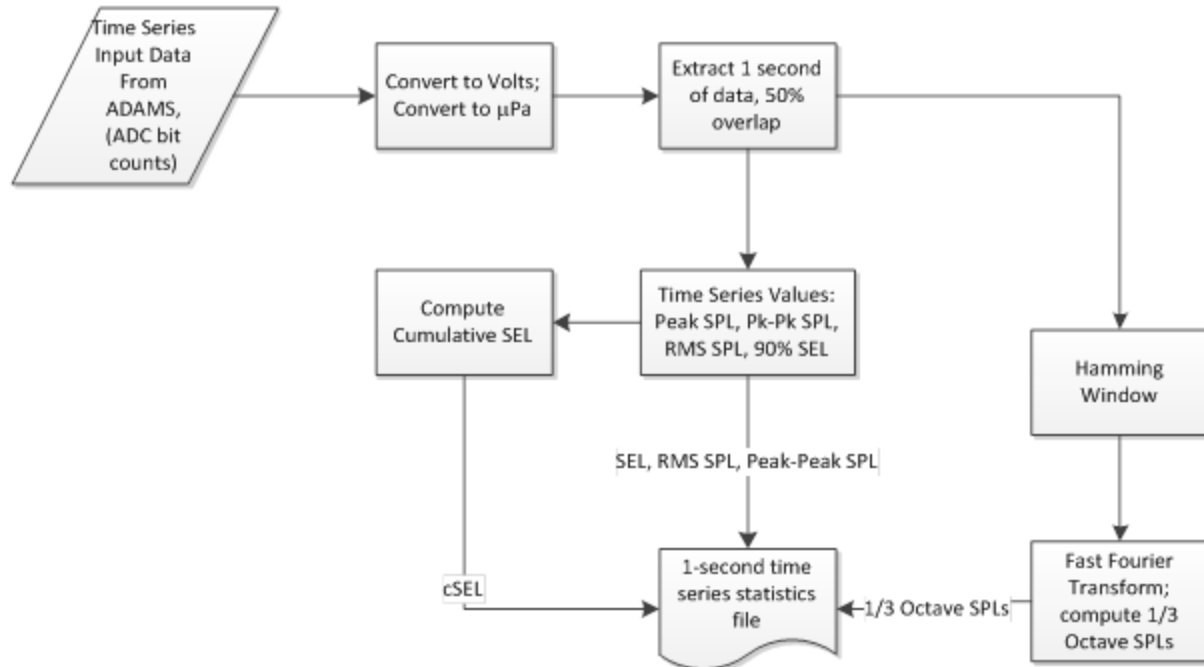 Time Series
Input Data
From
ADAMS,
(ADC bit
counts)
Convert to Volts;
Convert to µPa
Extract 1 second
of data, 50%
overlap
Compute
Cumulative SEL
Time Series Values:
Peak SPL, Pk-Pk SPL,
RMS SPL, 90% SEL
Hamming
Window
SEL, RMS SPL, Peak-Peak SPL
cSEL
1-second time
series statistics
file
1/3 Octave SPLs
Fast Fourier
Transform;
compute 1/3
Octave SPLs